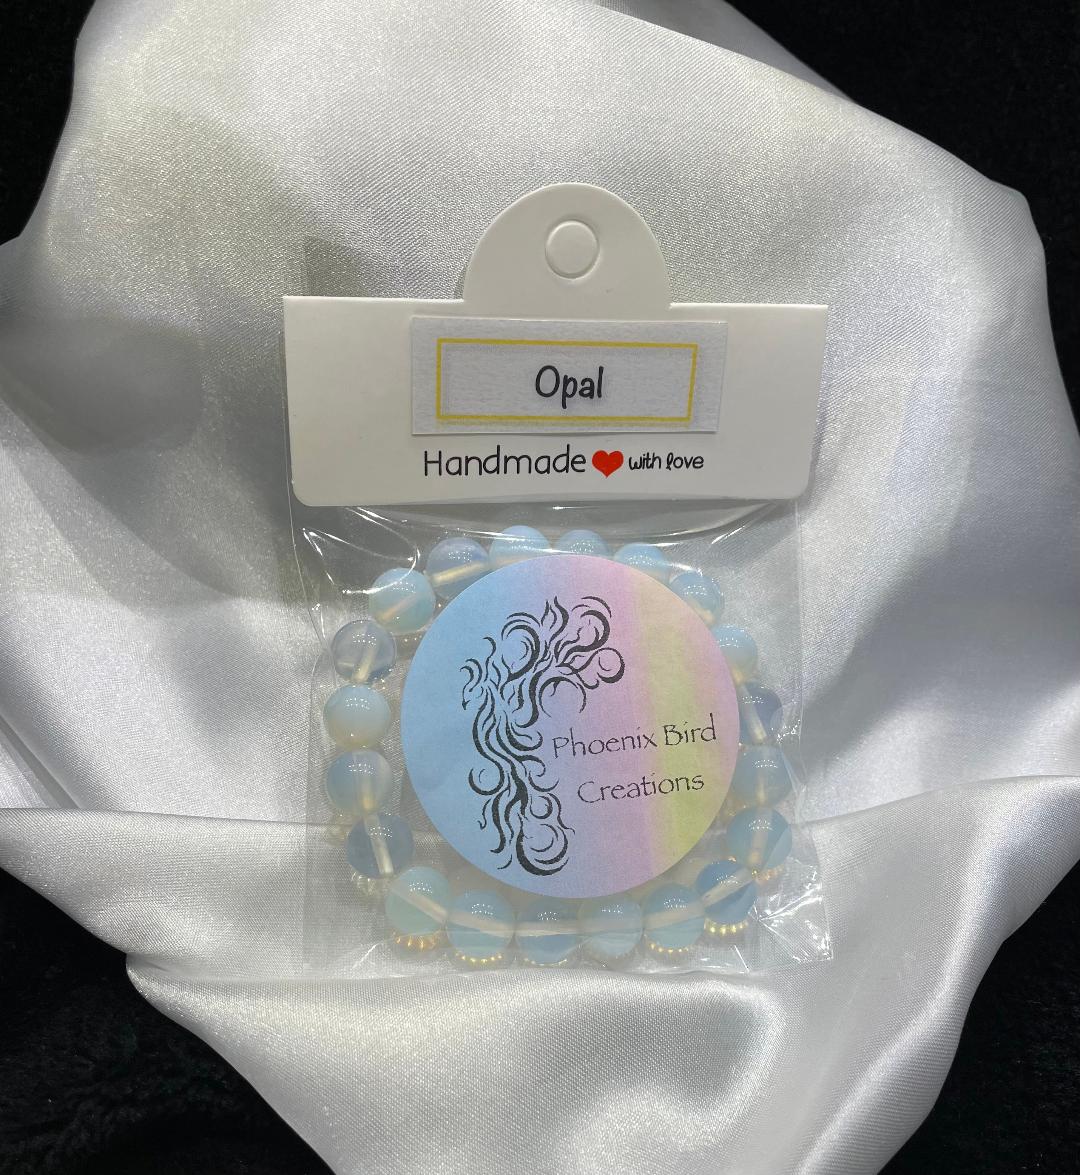 Opal
Handmade ❤ with love
Phoenix Bird
Creations